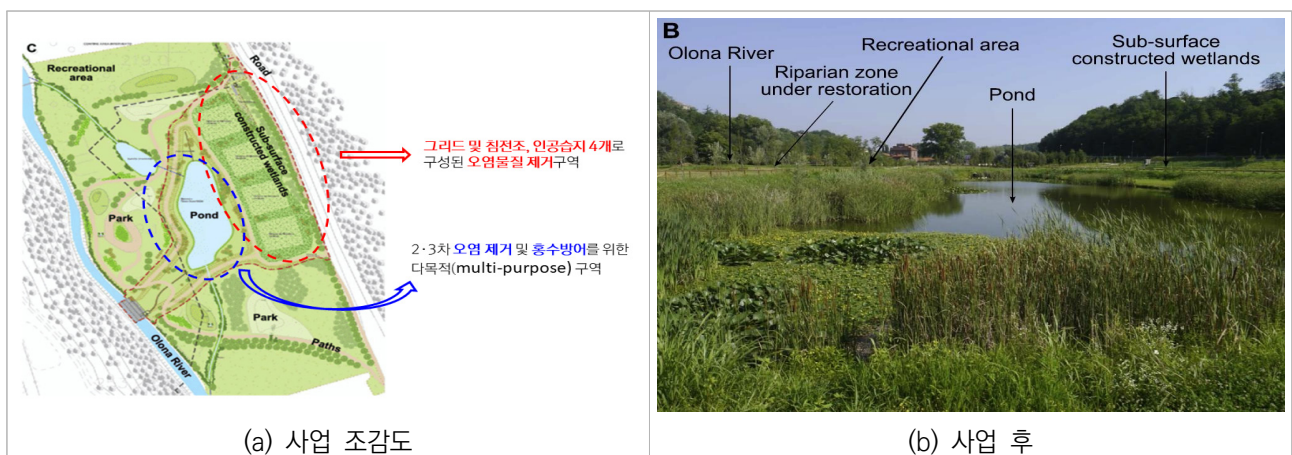 C
Recreational
area
Road
Sub-surface
constructed wetlands
Pond
Park
Park
Paths
Olona River
그리드 및 침전조, 인공습지 4개로
구성된 오염물질 제거구역
2·3차 오염 제거 및 홍수방어를 위한
다목적(multi-purpose) 구역
(a) 사업 조감도
B
Olona River
Riparian zone
under restoration
Recreational area
Pond
Sub-surface
constructed wetlands
(b) 사업 후